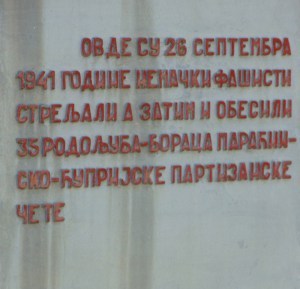 ОВДЕ СУ 26 СЕПТЕМБРА
1941 ГОДИНЕ НЕМАЧКИ ФАШИСТИ
СТРЕЉАЛИ А ЗАТИМ И ОБЕСИЛИ
35 РОДОЉУБА-БОРАЦА ПАРАЋИН-
СКО-ЋУПРИЈСКЕ ПАРТИЗАНСКЕ
ЧЕТЕ